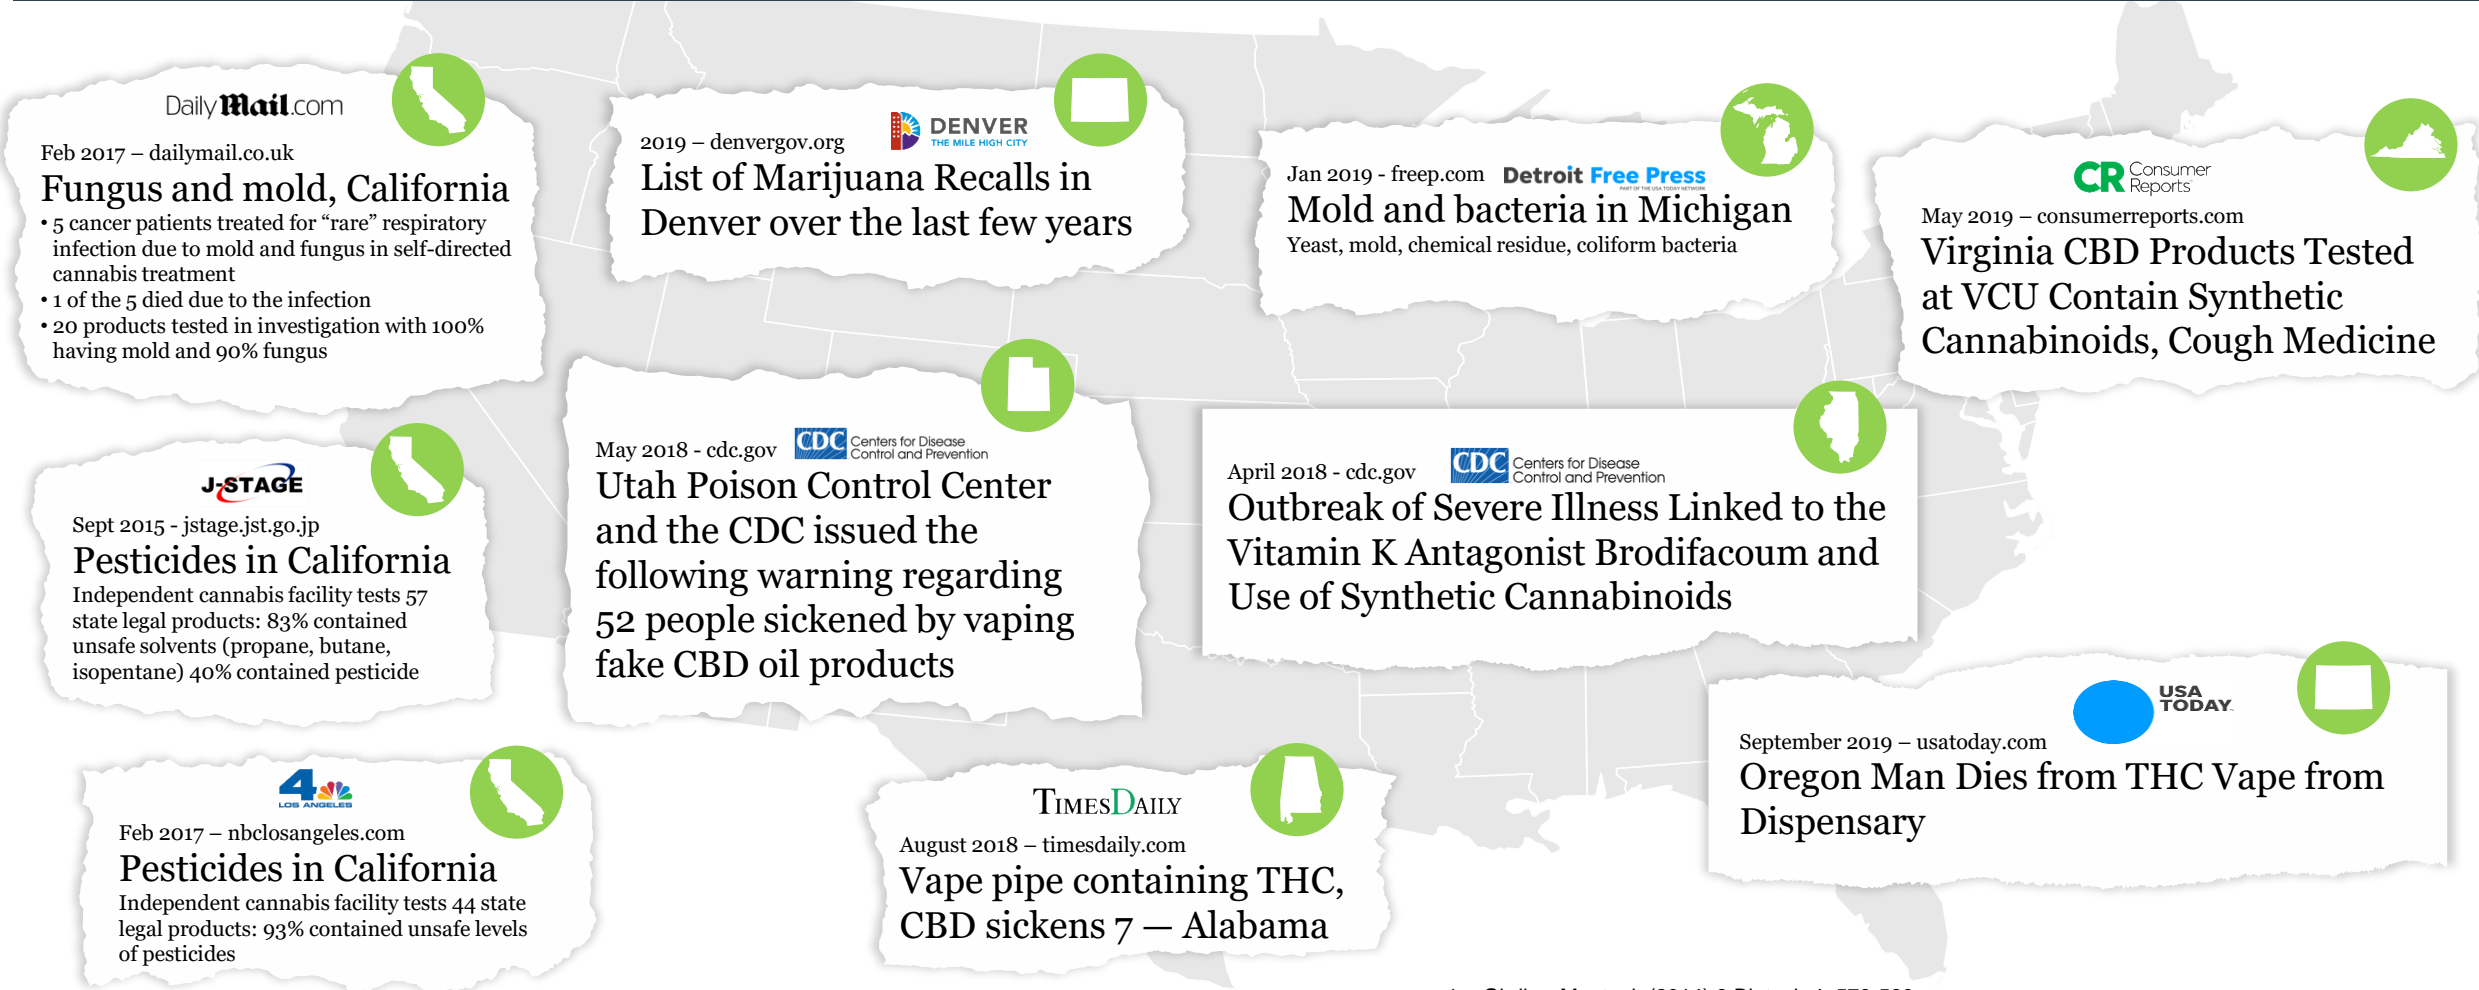 Daily Mail.com
Feb 2017 – dailymail.co.uk
Fungus and mold, California
• 5 cancer patients treated for “rare” respiratory
infection due to mold and fungus in self-directed
cannabis treatment
• 1 of the 5 died due to the infection
• 20 products tested in investigation with 100%
having mold and 90% fungus
J-STAGE
Sept 2015 - jstage.jst.go.jp
Pesticides in California
Independent cannabis facility tests 57
state legal products: 83% contained
unsafe solvents (propane, butane,
isopentane) 40% contained pesticide
4
LOS ANGELES
Feb 2017 – nbclosangeles.com
Pesticides in California
Independent cannabis facility tests 44 state
legal products: 93% contained unsafe levels
of pesticides
2019 – denvergov.org
DENVER
THE MILE HIGH CITY
List of Marijuana Recalls in
Denver over the last few years
May 2018 - cdc.gov
CDC Centers for Disease
Control and Prevention
Utah Poison Control Center
and the CDC issued the
following warning regarding
52 people sickened by vaping
fake CBD oil products
TIMESDAILY
August 2018 – timesdaily.com
Vape pipe containing THC,
CBD sickens 7 — Alabama
Jan 2019 - freep.com
Detroit Free Press
PART OF THE USA TODAY NETWORK
Mold and bacteria in Michigan
Yeast, mold, chemical residue, coliform bacteria
April 2018 - cdc.gov
CDC Centers for Disease
Control and Prevention
Outbreak of Severe Illness Linked to the
Vitamin K Antagonist Brodifacoum and
Use of Synthetic Cannabinoids
CR Consumer
Reports
May 2019 – consumerreports.com
Virginia CBD Products Tested
at VCU Contain Synthetic
Cannabinoids, Cough Medicine
USA
TODAY
September 2019 – usatoday.com
Oregon Man Dies from THC Vape from
Dispensary